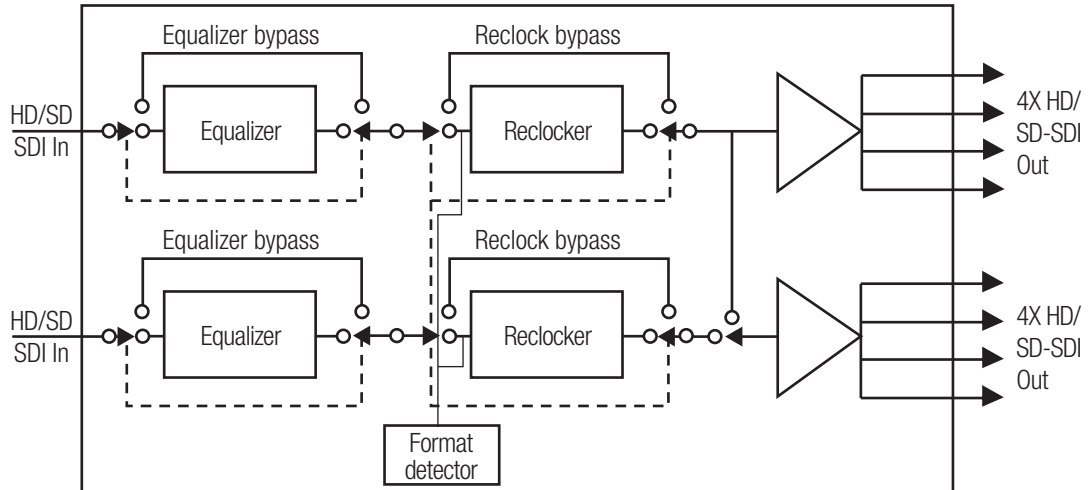 Equalizer bypass
Reclock bypass
HD/SD
SDI In
Equalizer
Reclocker
4X HD/
SD-SDI
Out
Equalizer bypass
Reclock bypass
HD/SD
SDI In
Equalizer
Reclocker
4X HD/
SD-SDI
Out
Format
detector